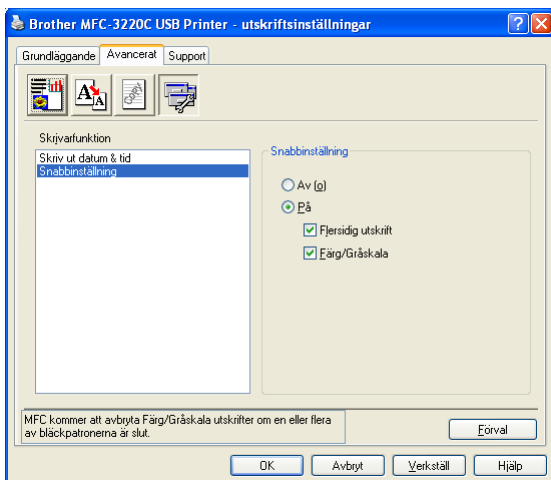 Brother MFC-3220C USB Printer - utskriftsinställningar
Grundläggande Avancerat Support
Skrivarfunktion
Skriv ut datum & tid
Snabbinställning
Snabbinställning
Av (o)
På
Flersidig utskrift
Färg/Gråskala
MFC kommer att avbryta Färg/Gråskala utskrifter om en eller flera
av bläckpatronerna är slut.
Förval
OK Avbryt Verkställ Hjälp